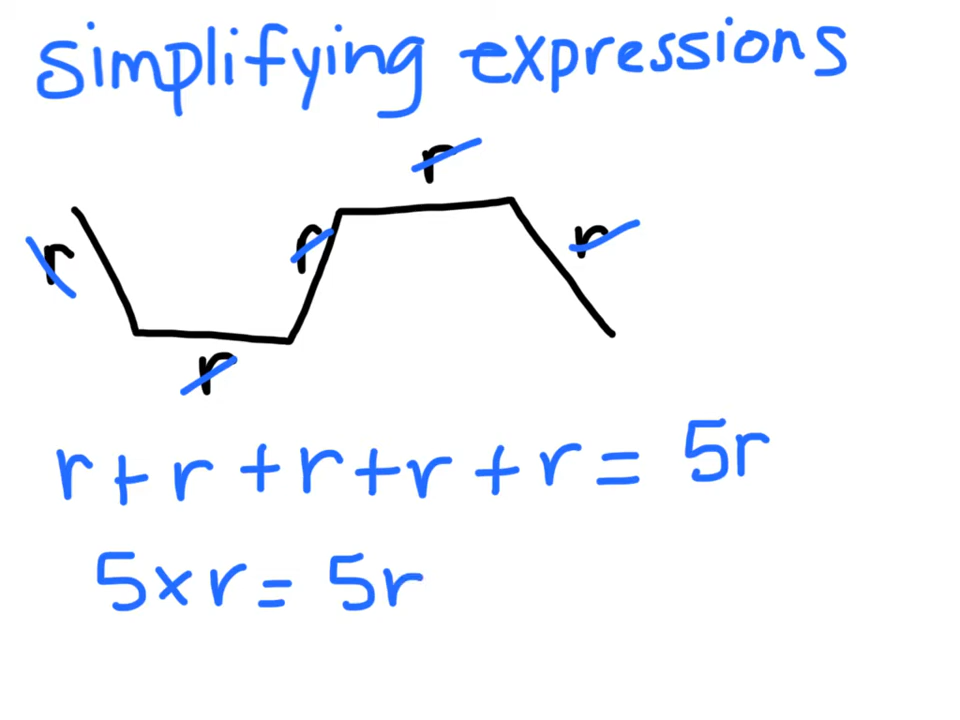 simplifying expressions
r
r
r
r
r
r + r + r + r + r = 5r
5 x r = 5r